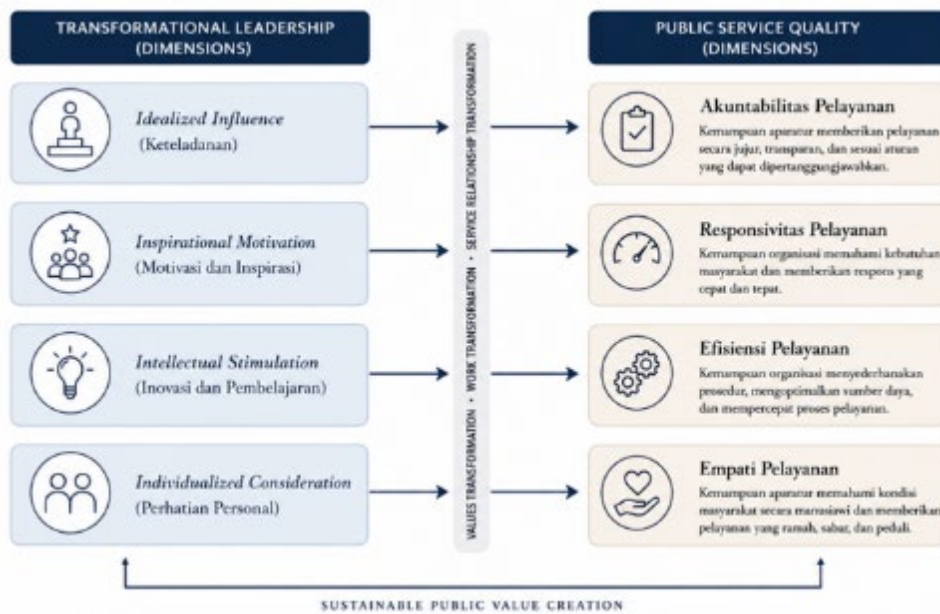 TRANSFORMATIONAL LEADERSHIP
(DIMENSIONS)
Idealized Influence
(Keteladanan)
Inspirational Motivation
(Motivasi dan Inspirasi)
Intellectual Stimulation
(Inovasi dan Pembelajaran)
Individualized Consideration
(Perhatian Personal)
VALUES TRANSFORMATION • WORK TRANSFORMATION • SERVICE RELATIONSHIP TRANSFORMATION
PUBLIC SERVICE QUALITY
(DIMENSIONS)
Akuntabilitas Pelayanan
Kemampuan aparatur memberikan pelayanan
secara jujur, transparan, dan sesuai aturan
yang dapat dipertanggungjawabkan.
Responsivitas Pelayanan
Kemampuan organisasi memahami kebutuhan
masyarakat dan memberikan respons yang
cepat dan tepat.
Efisiensi Pelayanan
Kemampuan organisasi menyederhanakan
prosedur, mengoptimalkan sumber daya,
dan mempercepat proses pelayanan.
Empati Pelayanan
Kemampuan aparatur memahami kondisi
masyarakat secara manusiawi dan memberikan
pelayanan yang ramah, sabar, dan peduli.
SUSTAINABLE PUBLIC VALUE CREATION